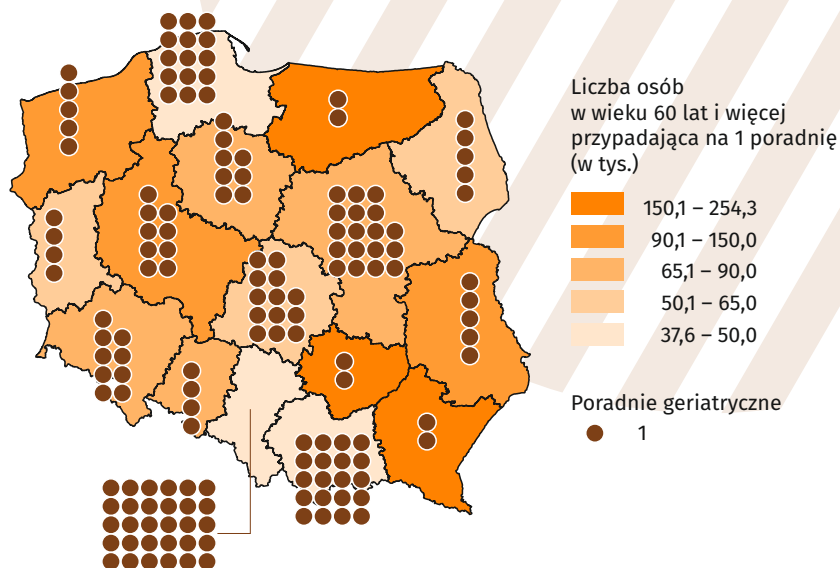 Liczba osób
w wieku 60 lat i więcej
przypadająca na 1 poradnię
(w tys.)
150,1 – 254,3
90,1 – 150,0
65,1 – 90,0
50,1 – 65,0
37,6 – 50,0
Poradnie geriatryczne
1